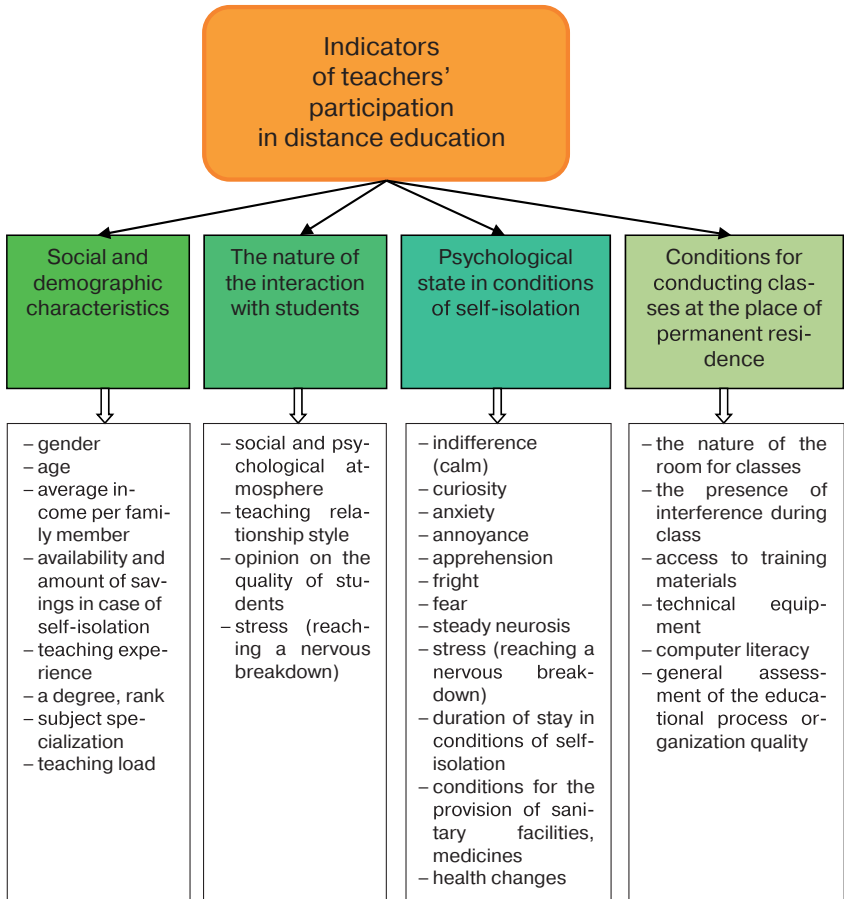 Indicators
of teachers’
participation
in distance education
Social and
demographic
characteristics
The nature of
the interaction
with students
Psychological
state in conditions
of self-isolation
Conditions for
conducting clas-
ses at the place of
permanent resi-
dence
– gender
– age
– average in-
come per fami-
ly member
– availability and
amount of sav-
ings in case of
self-isolation
– teaching expe-
rience
– a degree, rank
– subject spe-
cialization
– teaching load
– social and psy-
chological at-
mosphere
– teaching rela-
tionship style
– opinion on the
quality of stu-
dents
– stress (reach-
ing a nervous
breakdown)
– indifference
(calm)
– curiosity
– anxiety
– annoyance
– apprehension
– fright
– fear
– steady neurosis
– stress (reaching a
nervous break-
down)
– duration of stay in
conditions of self-
isolation
– conditions for the
provision of sani-
tary facilities,
medicines
– health changes
– the nature of the
room for classes
– the presence of
interference during
class
– access to training
materials
– technical equip-
ment
– computer literacy
– general assess-
ment of the educa-
tional process or-
ganization quality